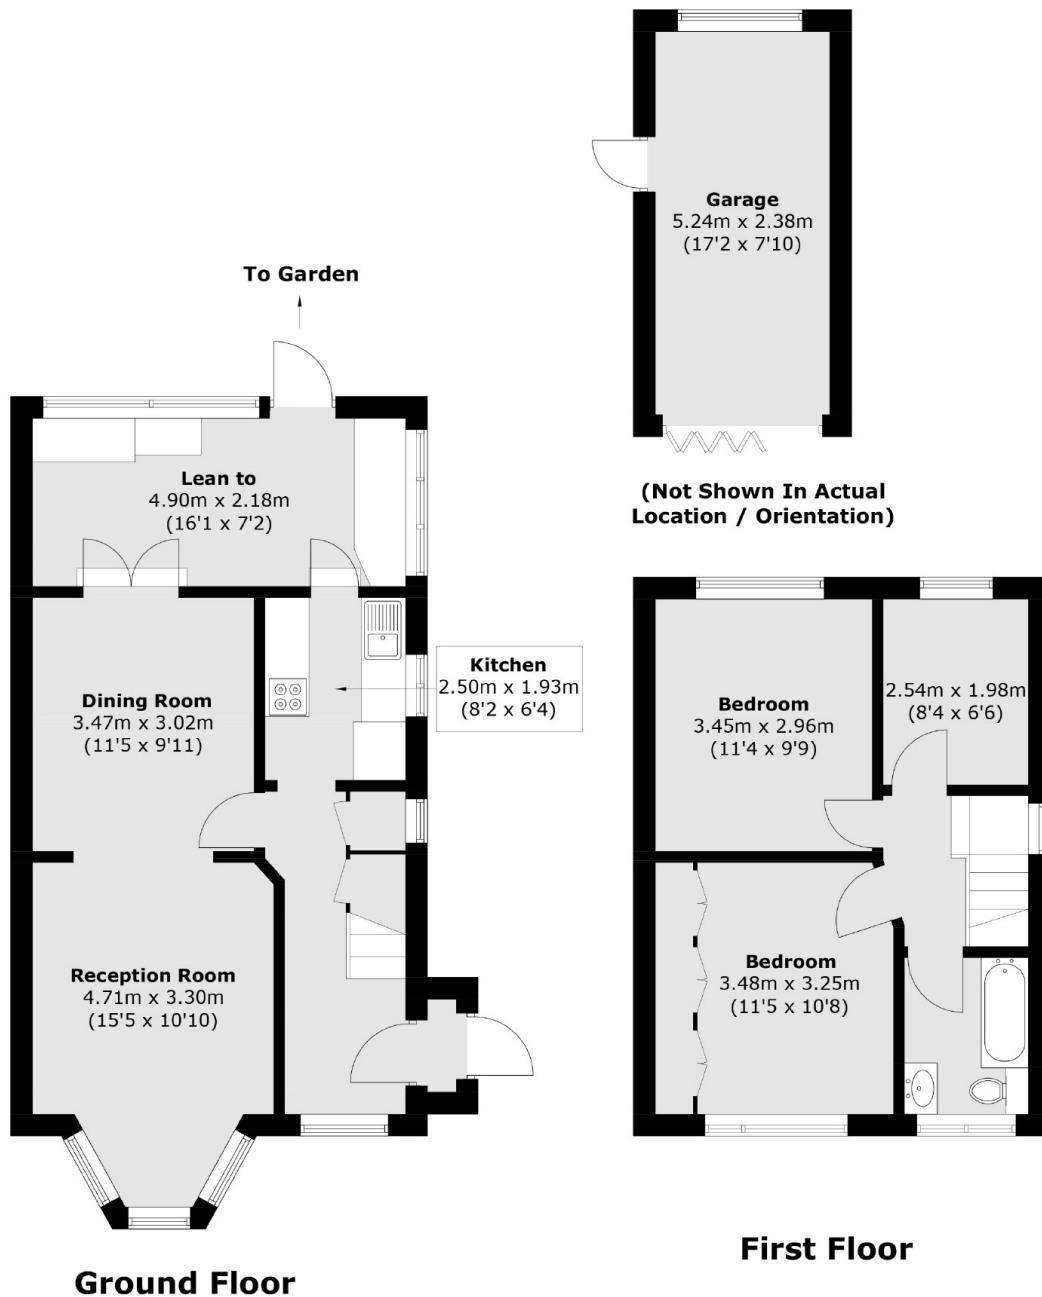 Garage
5.24m x 2.38m
(17'2 x 7'10)
To Garden
Lean to
4.90m x 2.18m
(16'1 x 7'2)
(Not Shown In Actual
Location / Orientation)
Kitchen
2.50m x 1.93m
(8'2 x 6'4)
Dining Room
3.47m x 3.02m
(11'5 x 9'11)
Bedroom
3.45m x 2.96m
(11'4 x 9'9)
2.54m x 1.98m
(8'4 x 6'6)
Reception Room
4.71m x 3.30m
(15'5 x 10'10)
Bedroom
3.48m x 3.25m
(11'5 x 10'8)
First Floor
Ground Floor